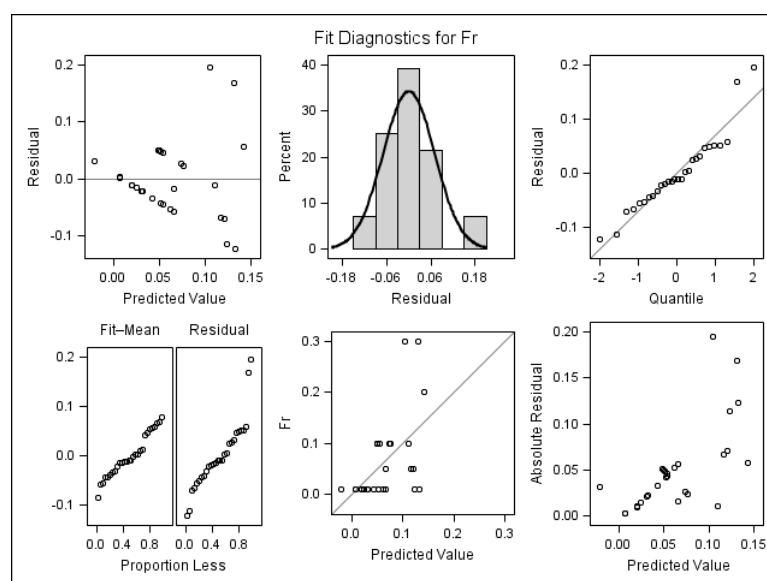 Fit Diagnostics for Fr
0.2
0.1
0.0
-0.1
Residual
0.00 0.05 0.10 0.15
Predicted Value
40
30
20
10
0
Percent
-0.18 -0.06 0.06 0.18
Residual
0.2
0.1
0.0
-0.1
Residual
-2 -1 0 1 2
Quantile
Fit–Mean Residual
0.2
0.1
0.0
-0.1
0.0 0.4 0.8 0.0 0.4 0.8
Proportion Less
0.3
0.2
0.1
0.0
Fr
0.0 0.1 0.2 0.3
Predicted Value
0.20
0.15
0.10
0.05
0.00
Absolute Residual
0.00 0.05 0.10 0.15
Predicted Value